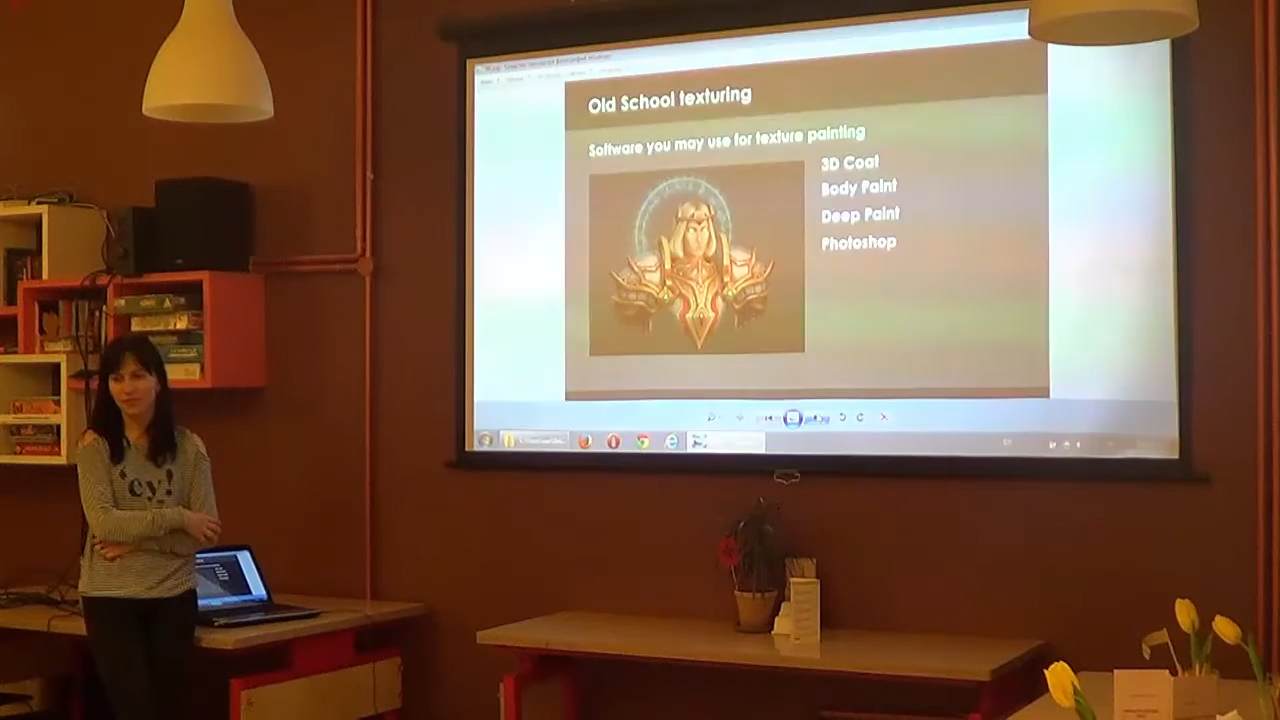 Old School texturing
Software you may use for texture painting
3D Coat
Body Paint
Deep Paint
Photoshop